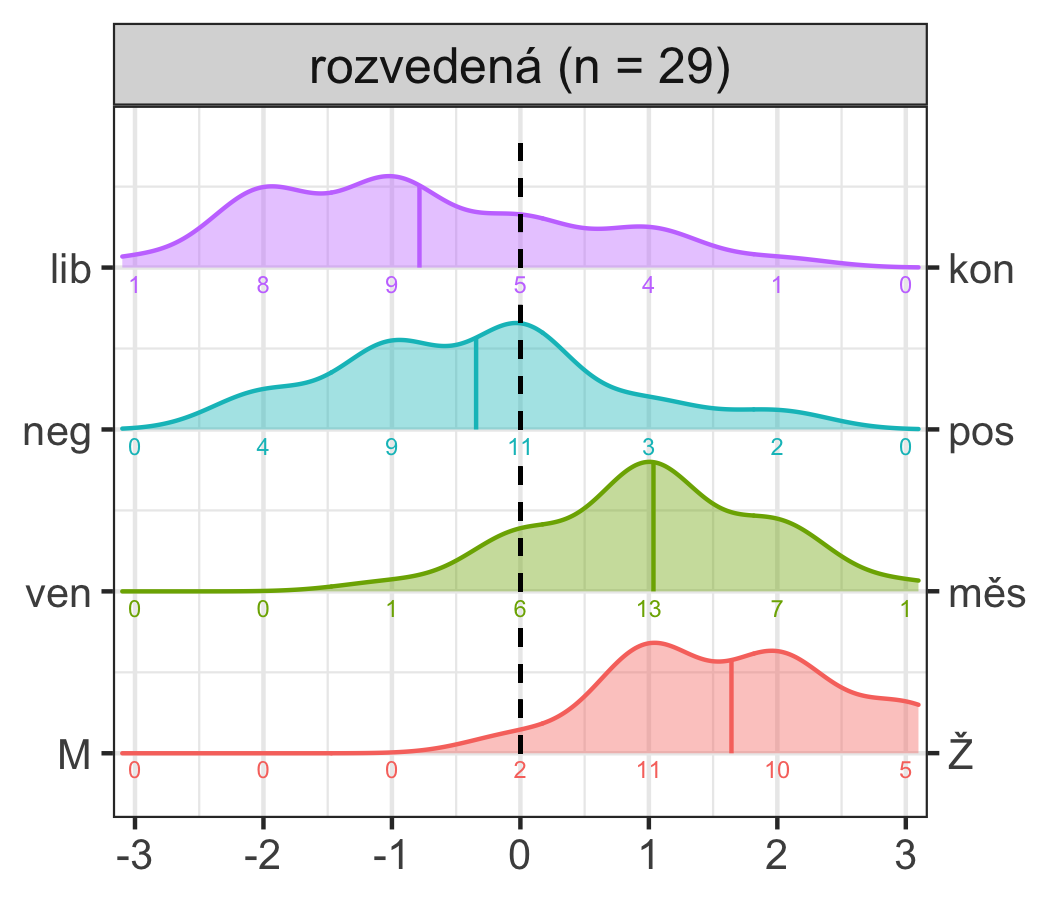 rozvedená (n = 29)
lib kon
1 8 9 5 4 1 0
neg pos
0 4 9 11 3 2 0
ven měs
0 0 1 6 13 7 1
M Ž
0 0 0 2 11 10 5
-3 -2 -1 0 1 2 3